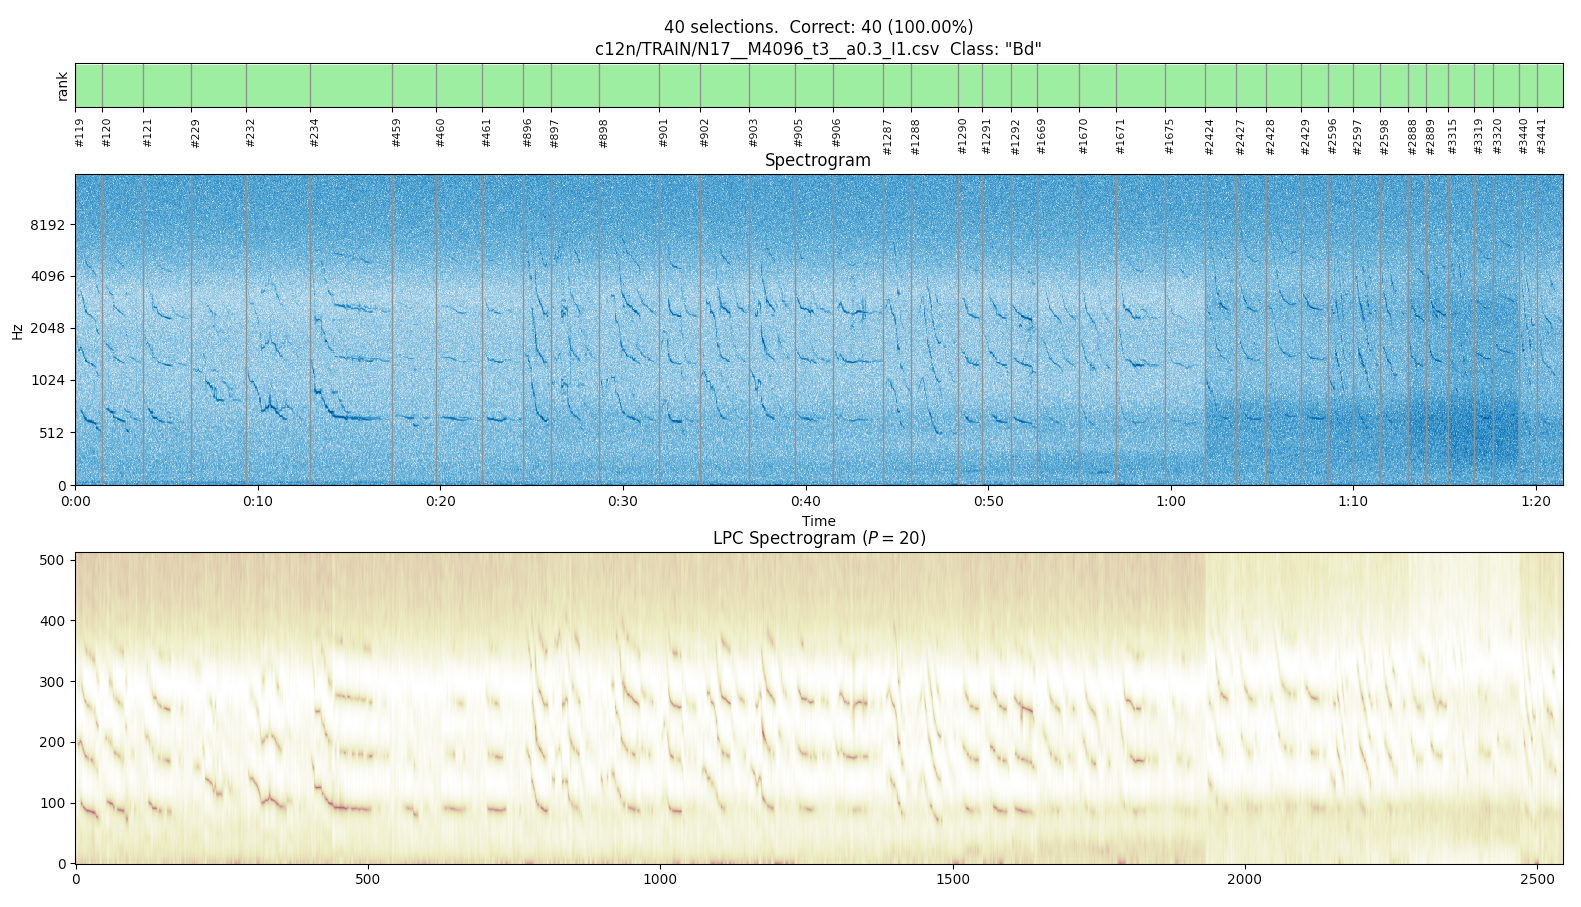 40 selections.  Correct: 40 (100.00%)
c12n/TRAIN/N17__M4096_t3__a0.3_I1.csv  Class: "Bd"
rank
#119 #120 #121 #229 #232 #234 #459 #460 #461 #896 #897 #898 #901 #902 #903 #905 #906 #1287 #1288 #1290 #1291 #1292 #1669 #1670 #1671 #1675 #2424 #2427 #2428 #2429 #2596 #2597 #2598 #2888 #2889 #3315 #3319 #3320 #3440 #3441
Spectrogram
8192
4096
2048
1024
512
0
Hz
0:00 0:10 0:20 0:30 0:40 0:50 1:00 1:10 1:20
Time
LPC Spectrogram (P = 20)
500
400
300
200
100
0
0 500 1000 1500 2000 2500